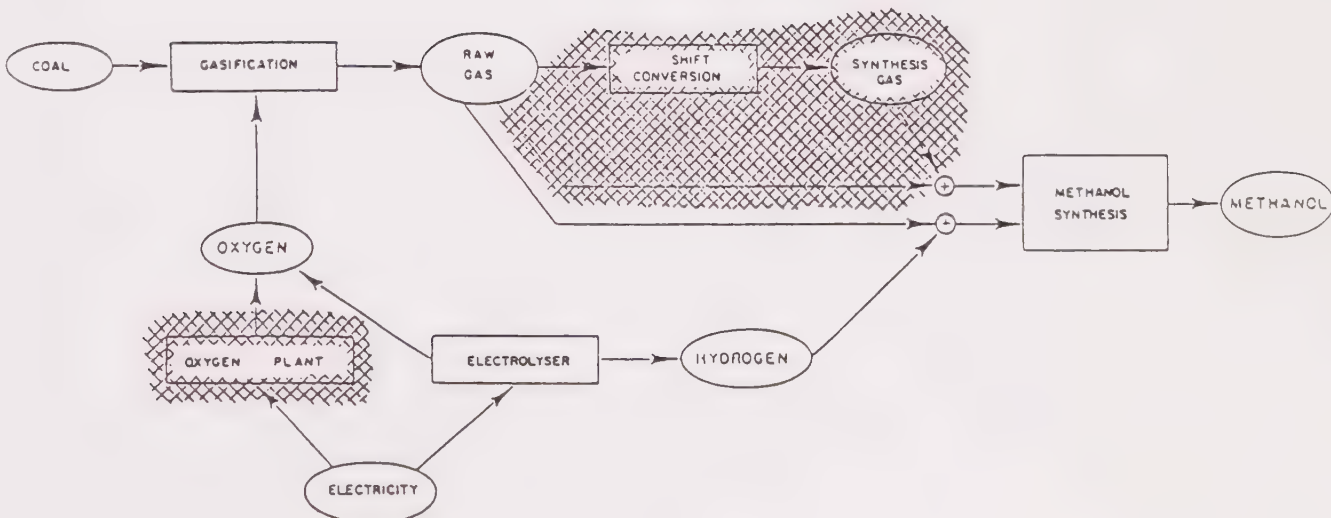 COAL
GASIFICATION
RAW
GAS
SHIFT
CONVERSION
SYNTHESIS
GAS
+
+
METHANOL
SYNTHESIS
METHANOL
OXYGEN
OXYGEN PLANT
ELECTROLYSER
HYDROGEN
ELECTRICITY